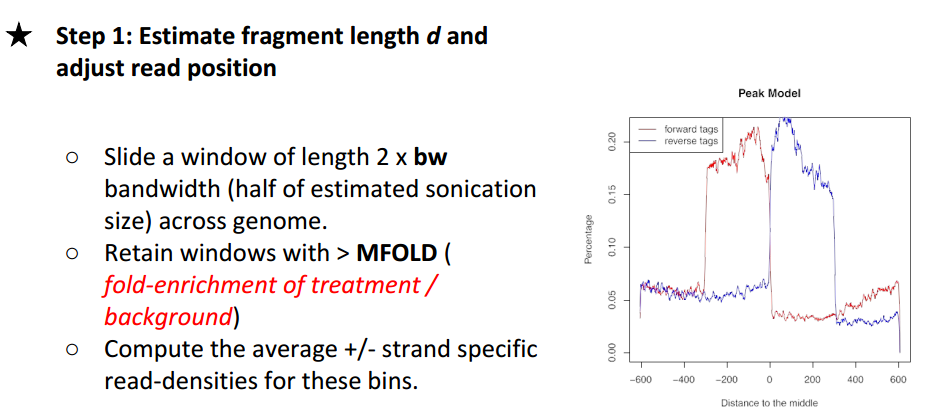 ★ Step 1: Estimate fragment length d and
adjust read position
○ Slide a window of length 2 x bw
bandwidth (half of estimated sonication
size) across genome.
○ Retain windows with > MFOLD (
fold-enrichment of treatment /
background)
○ Compute the average +/- strand specific
read-densities for these bins.
Peak Model
forward tags
reverse tags
Percentage
0.20
0.15
0.10
0.05
0.00
-600 -400 -200 0 200 400 600
Distance to the middle